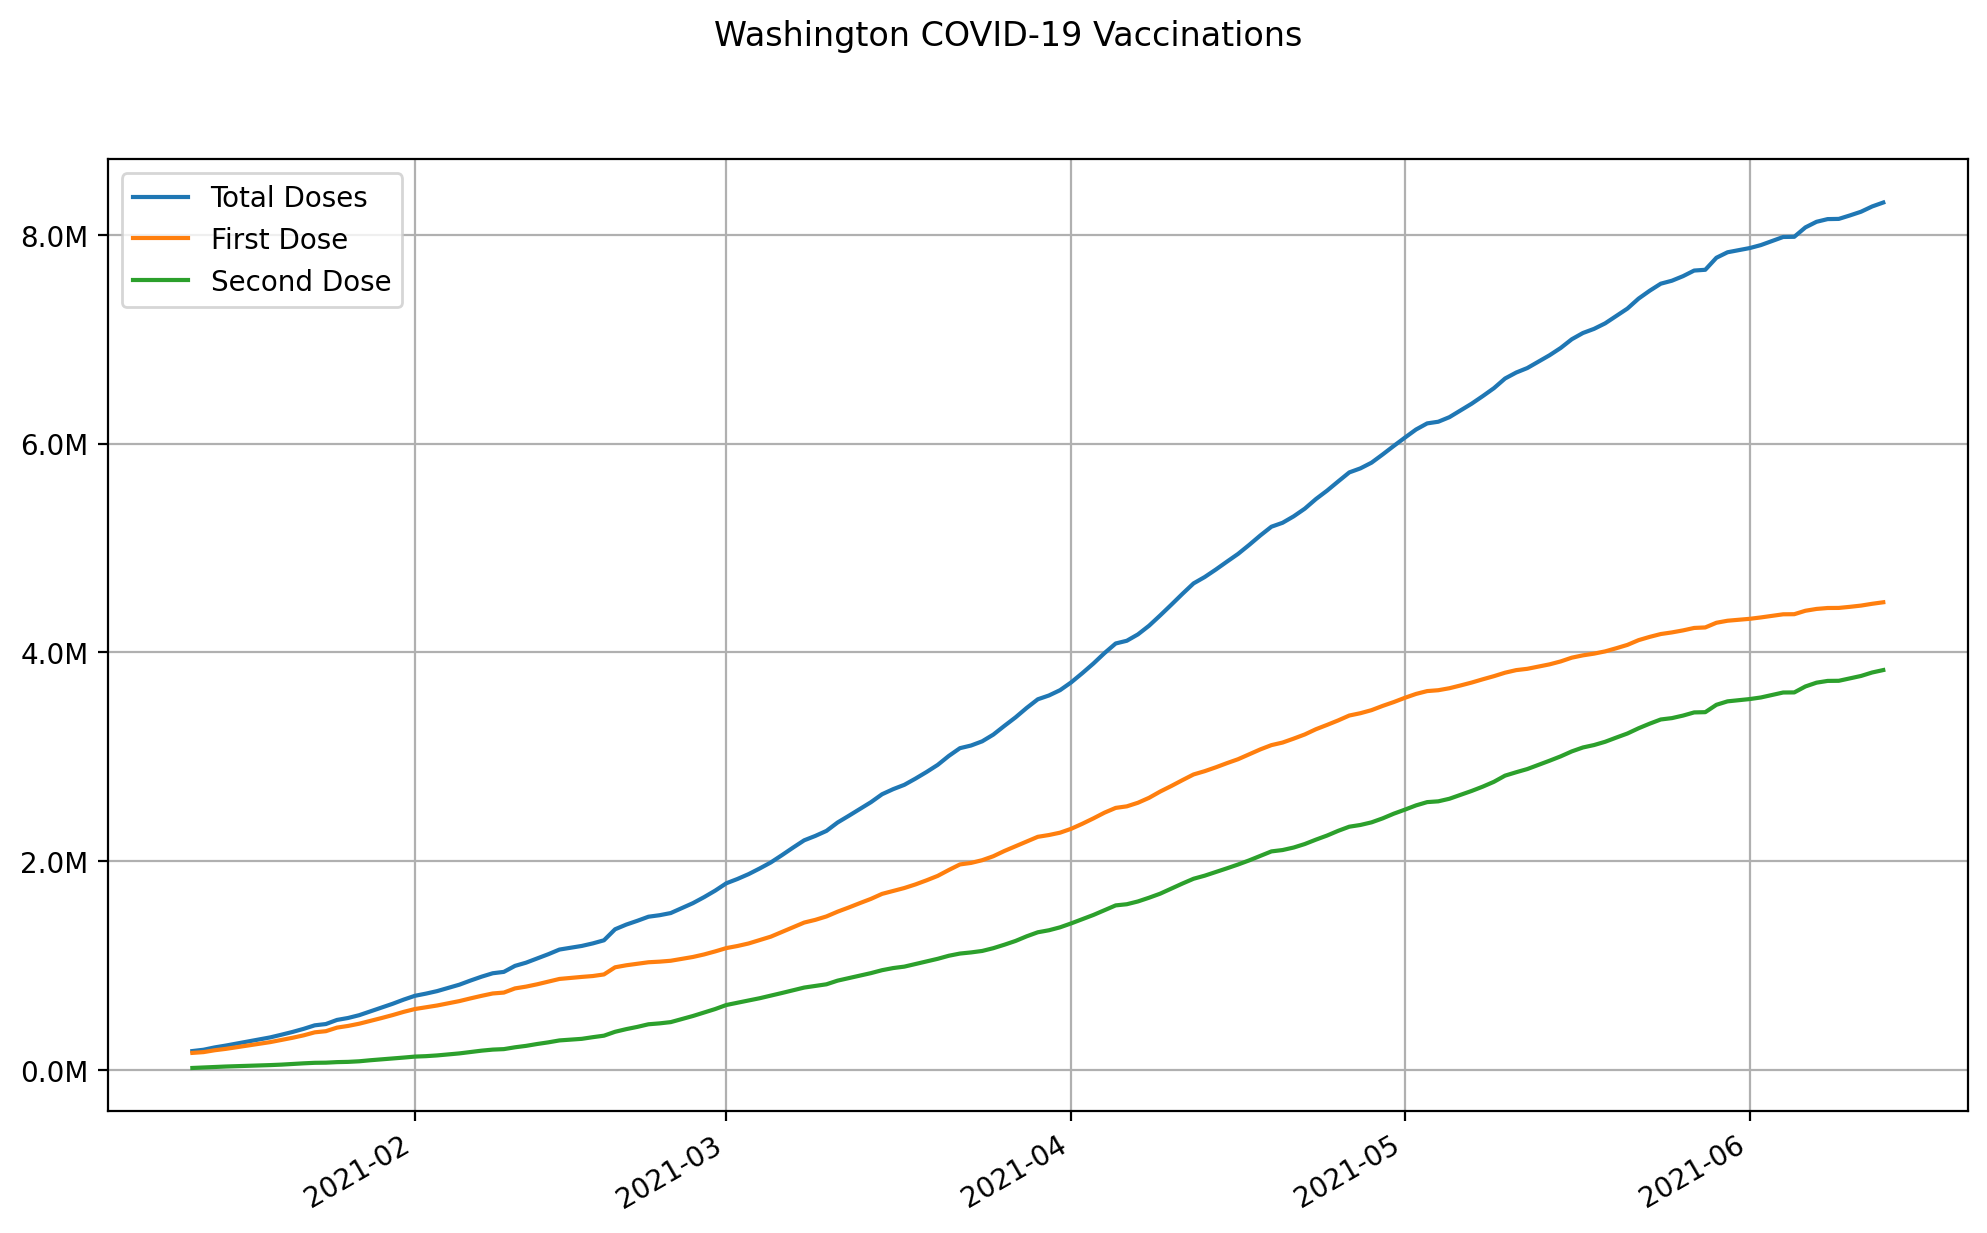 Washington COVID-19 Vaccinations
Total Doses
First Dose
Second Dose
8.0M
6.0M
4.0M
2.0M
0.0M
2021-02
2021-03
2021-04
2021-05
2021-06